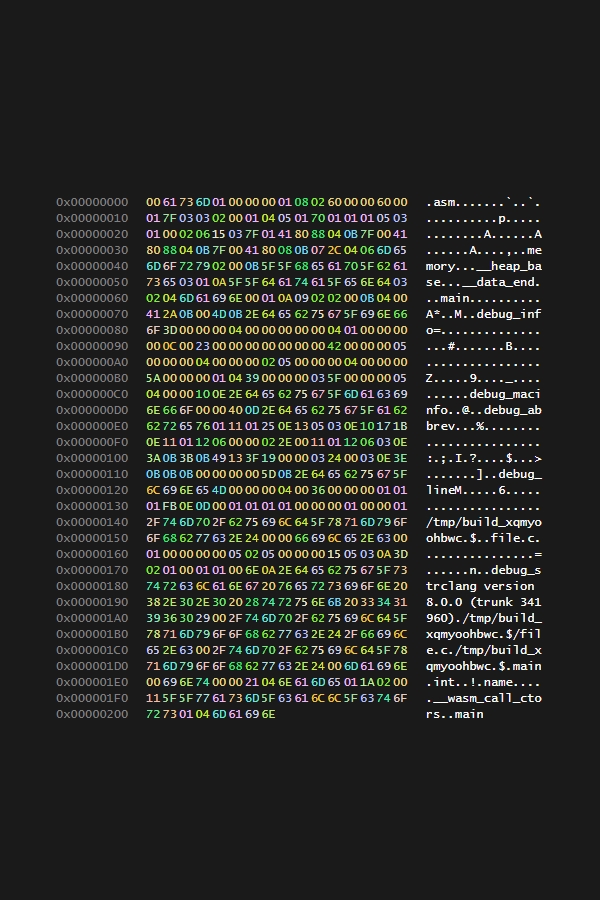 0x00000000 00 61 73 6D 01 00 00 00 01 08 02 60 00 00 60 00 .asm.......`..`.
0x00000010 01 7F 03 03 02 00 01 04 05 01 70 01 01 01 05 03 ..........p.....
0x00000020 01 00 02 06 15 03 7F 01 41 80 88 04 0B 7F 00 41 ........A......A
0x00000030 80 88 04 0B 7F 00 41 80 08 0B 07 2C 04 06 6D 65 ......A....,..me
0x00000040 6D 6F 72 79 02 00 0B 5F 5F 68 65 61 70 5F 62 61 mory...__heap_ba
0x00000050 73 65 03 01 0A 5F 5F 64 61 74 61 5F 65 6E 64 03 se...__data_end.
0x00000060 02 04 6D 61 69 6E 00 01 0A 09 02 02 00 0B 04 00 ..main..........
0x00000070 41 2A 0B 00 4D 0B 2E 64 65 62 75 67 5F 69 6E 66 A*..M..debug_inf
0x00000080 6F 3D 00 00 00 00 04 00 00 00 00 00 04 01 00 00 00 o=..............
0x00000090 00 0C 00 23 00 00 00 00 00 00 00 42 00 00 00 05 ...#.......B....
0x000000A0 00 00 00 04 00 00 00 02 05 00 00 00 00 04 00 00 00 ................
0x000000B0 5A 00 00 00 01 04 39 00 00 00 03 5F 00 00 00 05 Z.....9...._....
0x000000C0 04 00 00 10 0E 2E 64 65 62 75 67 5F 6D 61 63 69 ......debug_maci
0x000000D0 6E 66 6F 00 00 40 0D 2E 64 65 62 75 67 5F 61 62 nfo..@..debug_ab
0x000000E0 62 72 65 76 01 11 01 25 0E 13 05 03 0E 10 17 1B brev...%........
0x000000F0 0E 11 01 12 06 00 00 02 2E 00 11 01 12 06 03 0E ................
0x00000100 3A 0B 3B 0B 49 13 3F 19 00 00 03 24 00 03 0E 3E :.;.I.?....$...>
0x00000110 0B 0B 0B 00 00 00 00 5D 0B 2E 64 65 62 75 67 5F .......]..debug_
0x00000120 6C 69 6E 65 4D 00 00 00 04 00 36 00 00 00 01 01 lineM.....6.....
0x00000130 01 FB 0E 0D 00 01 01 01 01 00 00 00 01 00 00 01 ................
0x00000140 2F 74 6D 70 2F 62 75 69 6C 64 5F 78 71 6D 79 6F /tmp/build_xqmyo
0x00000150 6F 68 62 77 63 2E 24 00 00 66 69 6C 65 2E 63 00 ohbwc.$..file.c.
0x00000160 01 00 00 00 00 05 02 05 00 00 00 15 05 03 0A 3D ...............=
0x00000170 02 01 00 01 01 00 6E 0A 2E 64 65 62 75 67 5F 73 ......n..debug_s
0x00000180 74 72 63 6C 61 6E 67 20 76 65 72 73 69 6F 6E 20 trclang version
0x00000190 38 2E 30 2E 30 20 28 74 72 75 6E 6B 20 33 34 31 8.0.0 (trunk 341
0x000001A0 39 36 30 29 00 2F 74 6D 70 2F 62 75 69 6C 64 5F 960)./tmp/build_
0x000001B0 78 71 6D 79 6F 6F 68 62 77 63 2E 24 2F 66 69 6C xqmyoohbwc.$/fil
0x000001C0 65 2E 63 00 2F 74 6D 70 2F 62 75 69 6C 64 5F 78 e.c./tmp/build_x
0x000001D0 71 6D 79 6F 6F 68 62 77 63 2E 24 00 6D 61 69 6E qmyoohbwc.$.main
0x000001E0 00 69 6E 74 00 00 21 04 6E 61 6D 65 01 1A 02 00 .int..!.name....
0x000001F0 11 5F 5F 77 61 73 6D 5F 63 61 6C 6C 5F 63 74 6F .__wasm_call_cto
0x00000200 72 73 01 04 6D 61 69 6E rs..main